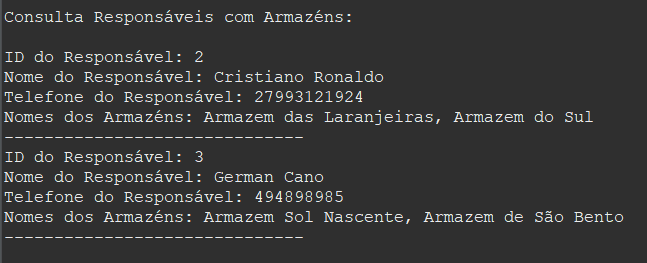 Consulta Responsáveis com Armazéns:
ID do Responsável: 2
Nome do Responsável: Cristiano Ronaldo
Telefone do Responsável: 27993121924
Nomes dos Armazéns: Armazem das Laranjeiras, Armazem do Sul
------------------------------
ID do Responsável: 3
Nome do Responsável: German Cano
Telefone do Responsável: 494898985
Nomes dos Armazéns: Armazem Sol Nascente, Armazem de São Bento
------------------------------